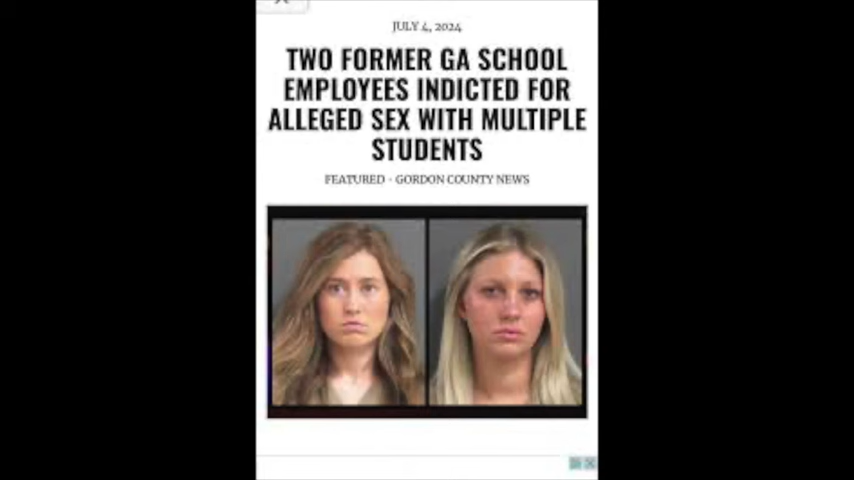 JULY 4, 2024
TWO FORMER GA SCHOOL
EMPLOYEES INDICTED FOR
ALLEGED SEX WITH MULTIPLE
STUDENTS
FEATURED - GORDON COUNTY NEWS